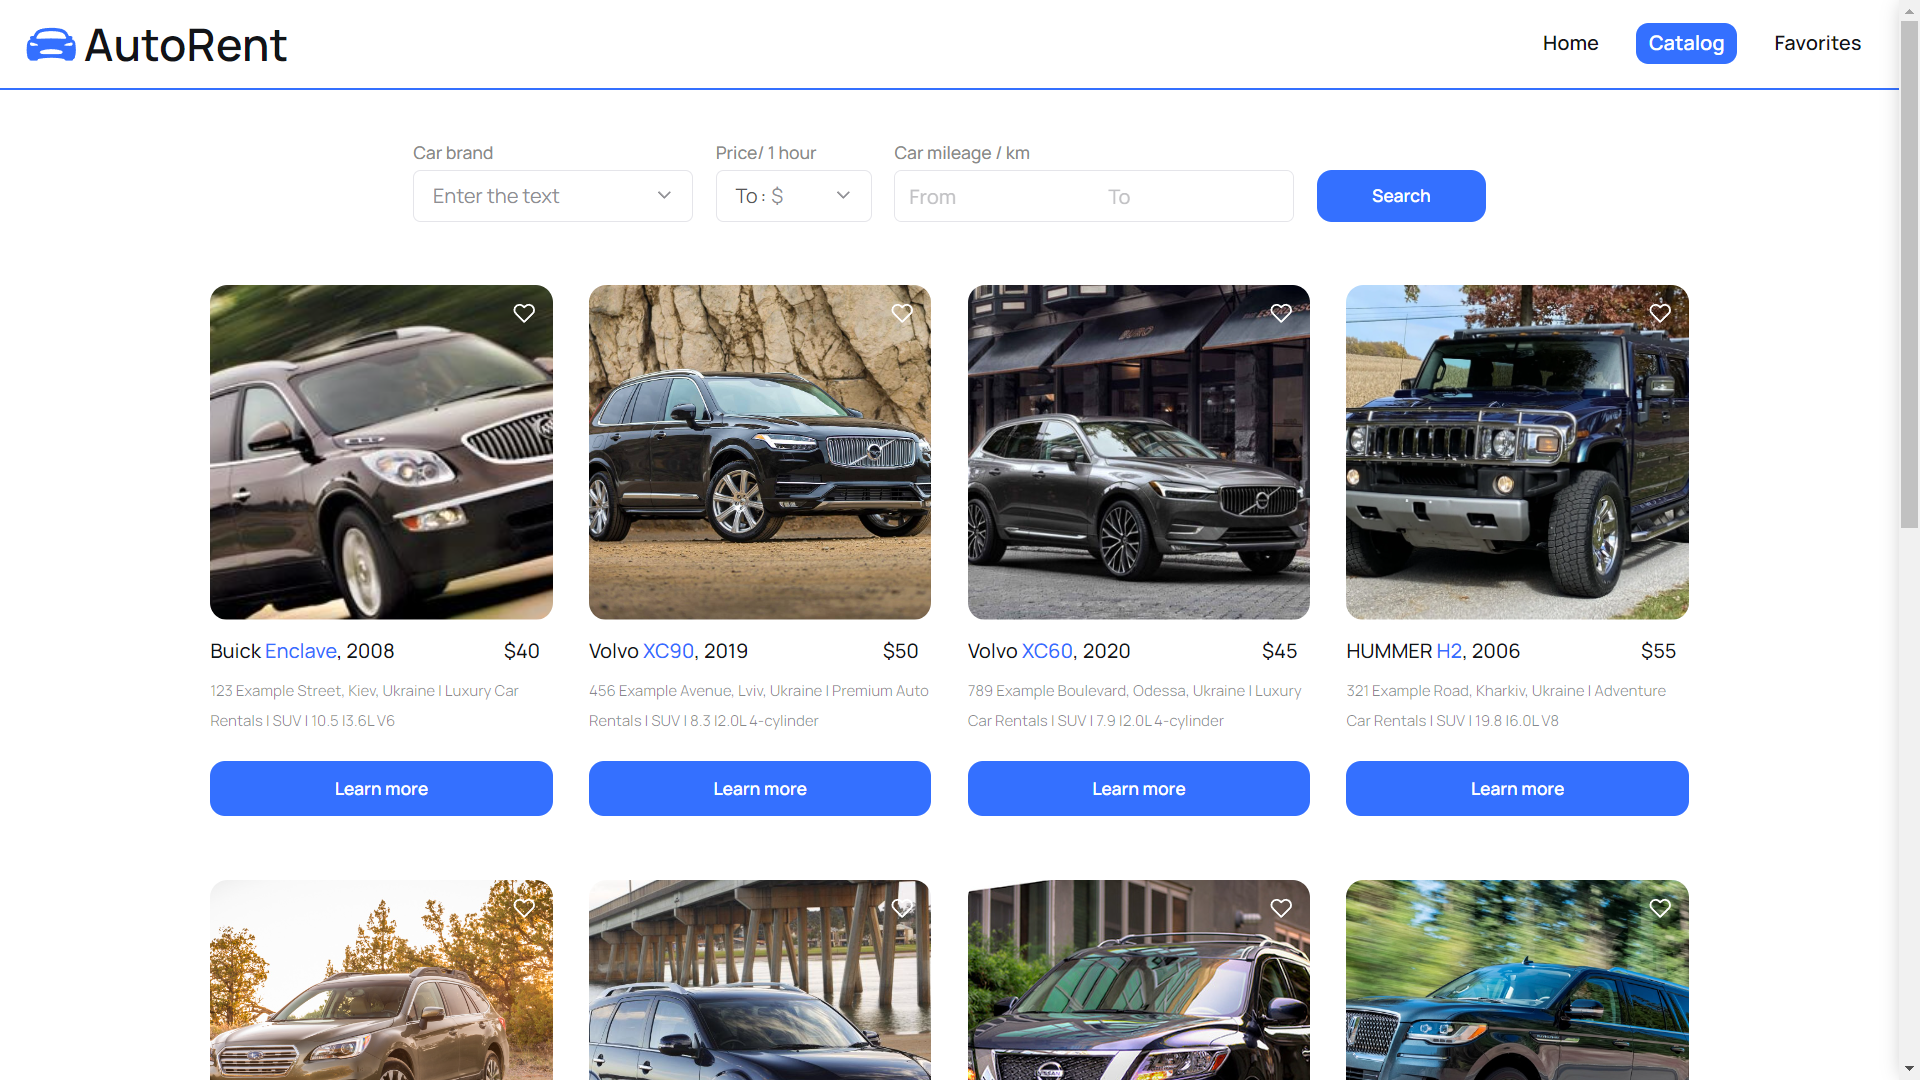 AutoRent
Home Catalog Favorites
Car brand Price/ 1 hour Car mileage / km
Enter the text To : $ From To Search
Buick Enclave, 2008 $40
123 Example Street, Kiev, Ukraine | Luxury Car
Rentals | SUV | 10.5 |3.6L V6
Learn more
Volvo XC90, 2019 $50
456 Example Avenue, Lviv, Ukraine | Premium Auto
Rentals | SUV | 8.3 |2.0L 4-cylinder
Learn more
Volvo XC60, 2020 $45
789 Example Boulevard, Odessa, Ukraine | Luxury
Car Rentals | SUV | 7.9 |2.0L 4-cylinder
Learn more
HUMMER H2, 2006 $55
321 Example Road, Kharkiv, Ukraine | Adventure
Car Rentals | SUV | 19.8 |6.0L V8
Learn more
NISSAN